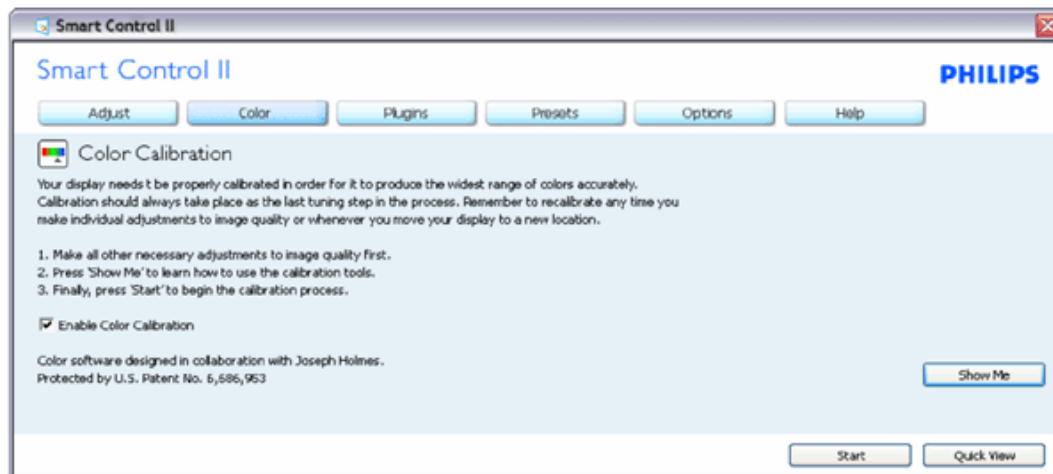 Smart Control II
Smart Control II
PHILIPS
Adjust Color Plugins Presets Options Help
Color Calibration
Your display needs t be properly calibrated in order for it to produce the widest range of colors accurately.
Calibration should always take place as the last tuning step in the process. Remember to recalibrate any time you
make individual adjustments to image quality or whenever you move your display to a new location.
1. Make all other necessary adjustments to image quality first.
2. Press 'Show Me' to learn how to use the calibration tools.
3. Finally, press 'Start' to begin the calibration process.
Enable Color Calibration
Color software designed in collaboration with Joseph Holmes.
Protected by U.S. Patent No. 6,686,953
Show Me
Start Quick View